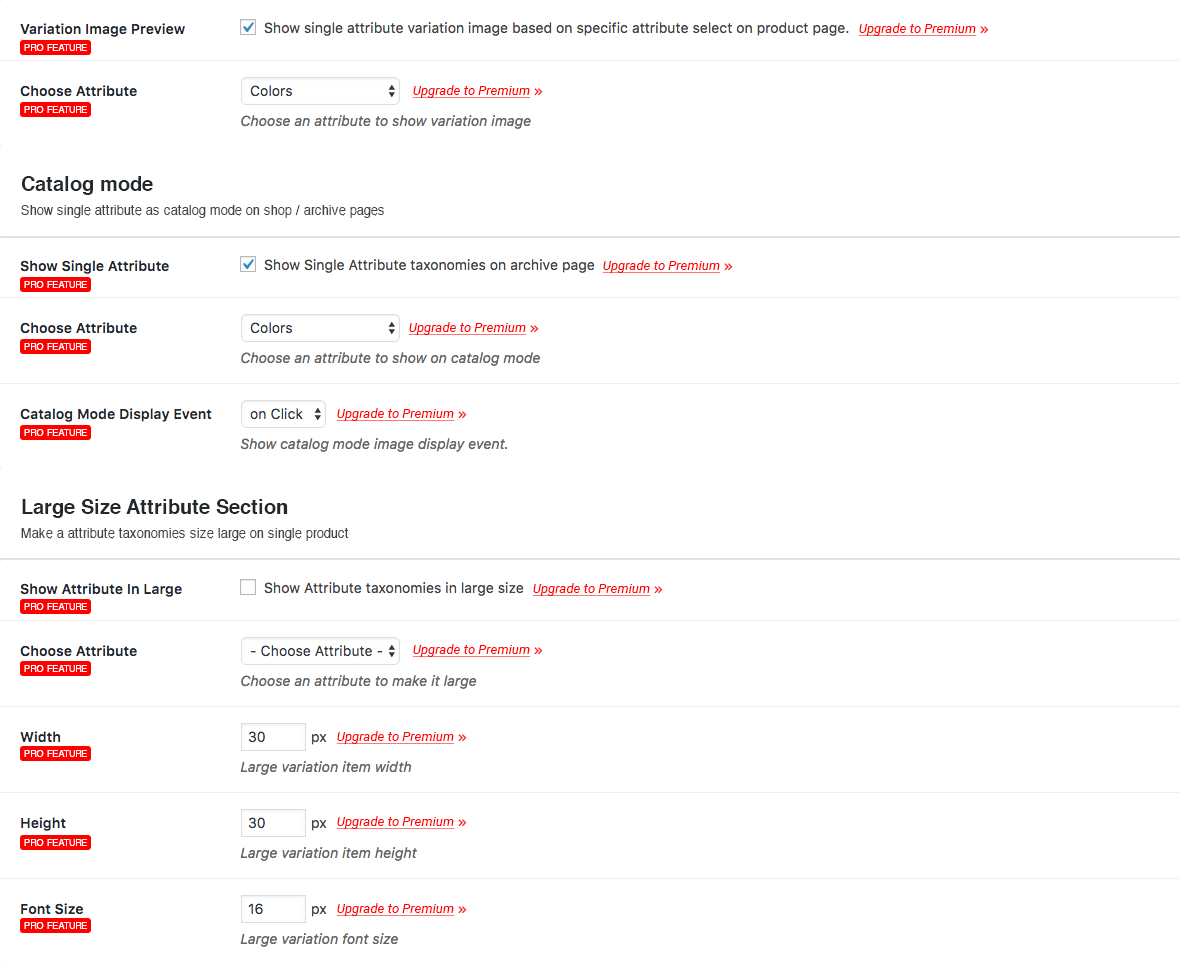 Variation Image Preview
Show single attribute variation image based on specific attribute select on product page. Upgrade to Premium »
PRO FEATURE
Choose Attribute
Colors Upgrade to Premium »
PRO FEATURE
Choose an attribute to show variation image
Catalog mode
Show single attribute as catalog mode on shop / archive pages
Show Single Attribute
Show Single Attribute taxonomies on archive page Upgrade to Premium »
PRO FEATURE
Choose Attribute
Colors Upgrade to Premium »
PRO FEATURE
Choose an attribute to show on catalog mode
Catalog Mode Display Event
on Click Upgrade to Premium »
PRO FEATURE
Show catalog mode image display event.
Large Size Attribute Section
Make a attribute taxonomies size large on single product
Show Attribute In Large
Show Attribute taxonomies in large size Upgrade to Premium »
PRO FEATURE
Choose Attribute
- Choose Attribute - Upgrade to Premium »
PRO FEATURE
Choose an attribute to make it large
Width
30 px Upgrade to Premium »
PRO FEATURE
Large variation item width
Height
30 px Upgrade to Premium »
PRO FEATURE
Large variation item height
Font Size
16 px Upgrade to Premium »
PRO FEATURE
Large variation font size